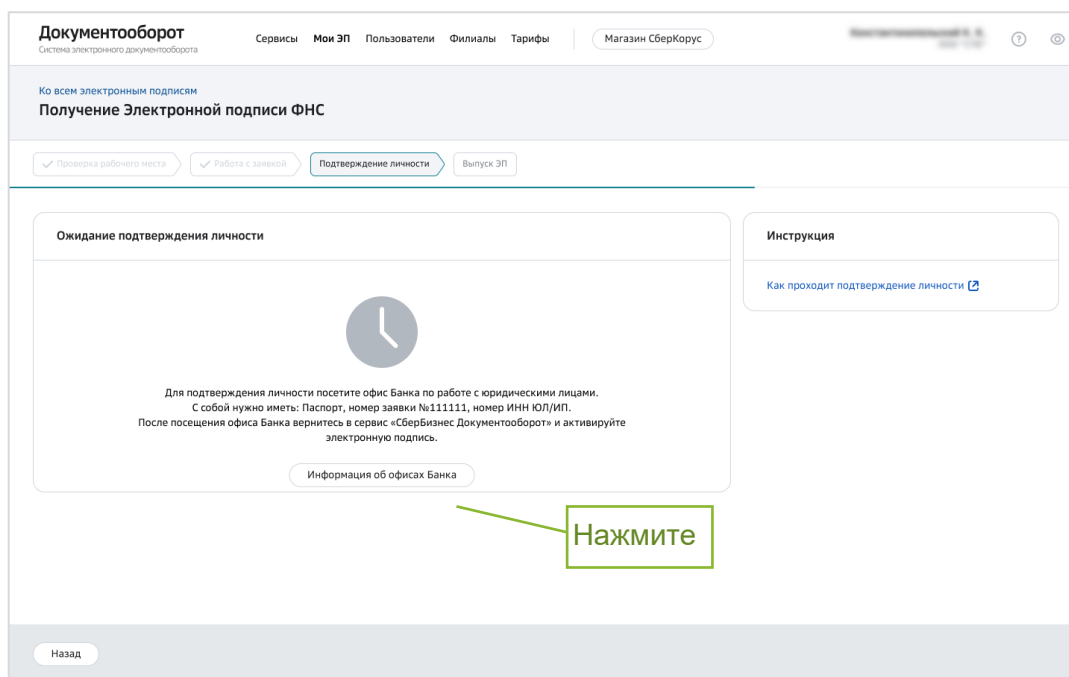 Документооборот
Система электронного документооборота
Сервисы Мои ЭП Пользователи Филиалы Тарифы Магазин СберКорус
Ко всем электронным подписям
Получение Электронной подписи ФНС
Проверка рабочего места Работа с заявкой Подтверждение личности Выпуск ЭП
Ожидание подтверждения личности
Инструкция
Как проходит подтверждение личности
Для подтверждения личности посетите офис Банка по работе с юридическими лицами.
С собой нужно иметь: Паспорт, номер заявки №111111, номер ИНН ЮЛ/ИП.
После посещения офиса Банка вернитесь в сервис «СберБизнес Документооборот» и активируйте
электронную подпись.
Информация об офисах Банка
Нажмите
Назад